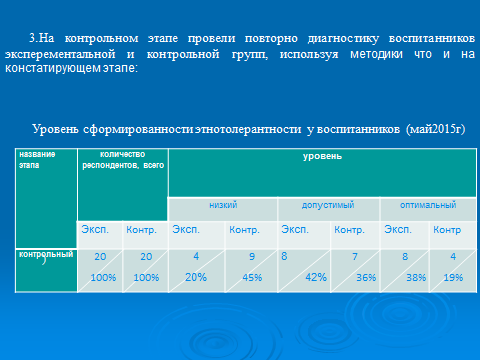 3.На контрольном этапе провели повторно диагностику воспитанников
эксперементальной и контрольной групп, используя методики что и на
констатирующем этапе:
Уровень сформированности этнотолерантности у воспитанников (май2015г)
название этапа
количество респондентов, всего
уровень
низкий допустимый оптимальный
Эксп. Контр. Эксп. Контр. Эксп. Контр. Эксп. Контр
контрольный
)
20 20 4 9 8 7 8 4
100% 100% 20% 45% 42% 36% 38% 19%